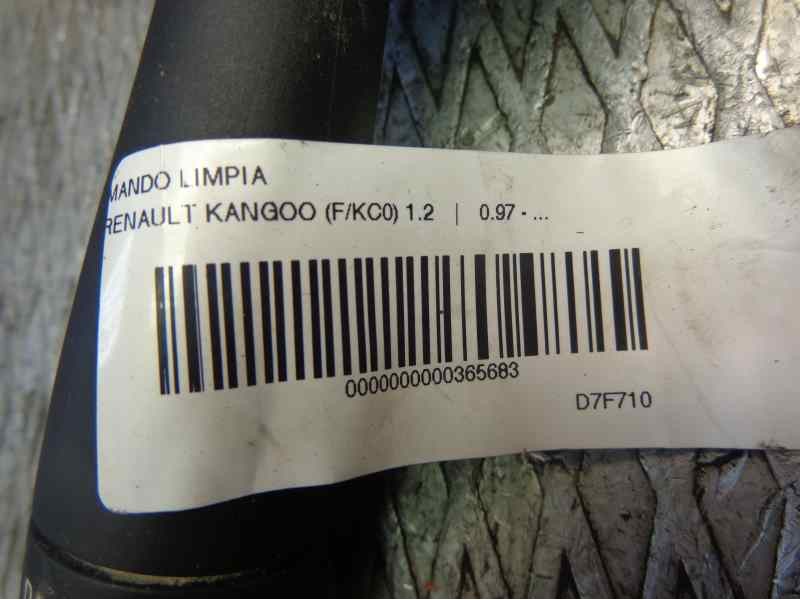 MANDO LIMPIA
RENAULT KANGOO (F/KC0) 1.2 | 0.97 - ...
0000000000365683
D7F710